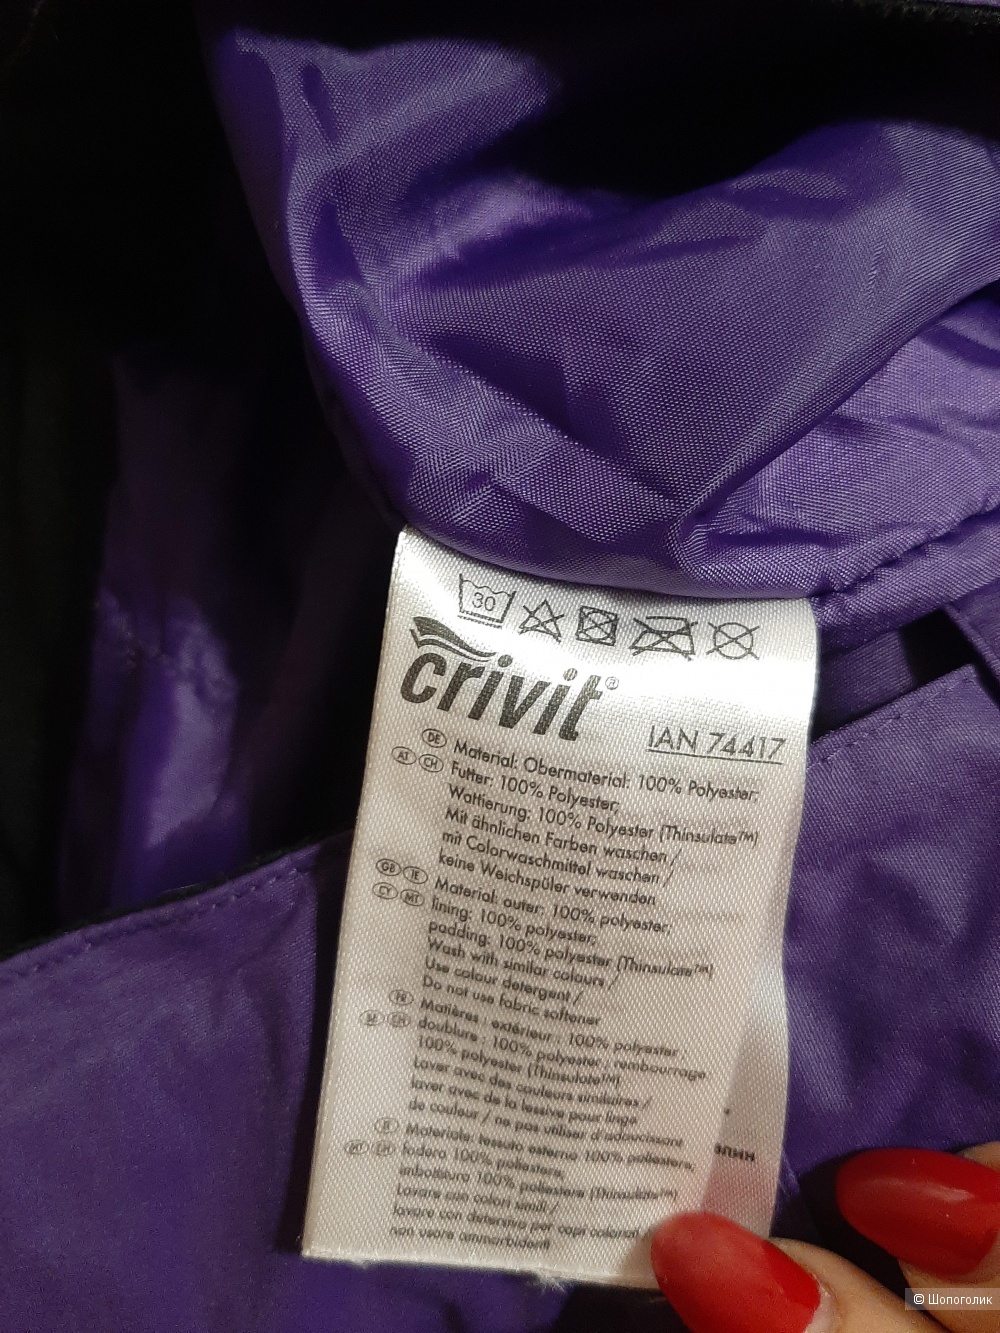 30
crivit®
IAN 74417
DE Material: Obermaterial: 100% Polyester;
AT CH Futter: 100% Polyester;
Wattierung: 100% Polyester (Thinsulate™)
Mit ähnlichen Farben waschen /
mit Colorwaschmittel waschen /
keine Weichspüler verwenden
GB IE Material: outer: 100% polyester;
CY MT lining: 100% polyester;
padding: 100% polyester (Thinsulate™)
Wash with similar colours /
Use colour detergent /
Do not use fabric softener
FR Matières : extérieur : 100% polyester
CH doublure : 100% polyester ; rembourrage
100% polyester (Thinsulate™)
Laver avec des couleurs similaires /
laver avec de la lessive pour linge
de couleur / ne pas utiliser d'adoucissant
IT Materiale: tessuto esterno 100% poliestere;
MT CH fodera 100% poliestere;
imbottitura 100% poliestere (Thinsulate™)
Lavare con colori simili /
lavare con detersivo per capi colorati
non usare ammorbidenti
© Шопоголик